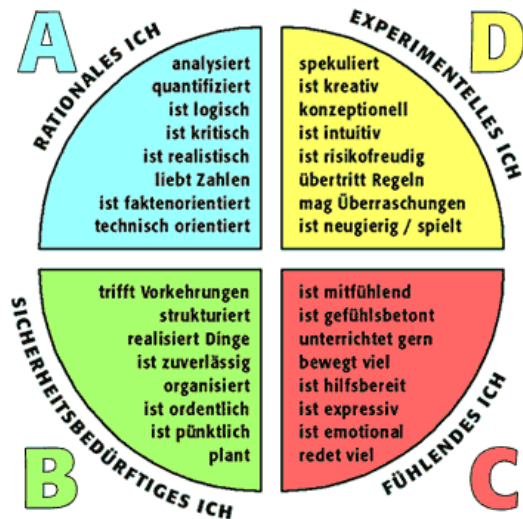 A
RATIONALES ICH
analysiert
quantifiziert
ist logisch
ist kritisch
ist realistisch
liebt Zahlen
ist faktenorientiert
technisch orientiert
D
EXPERIMENTELLES ICH
spekuliert
ist kreativ
konzeptionell
ist intuitiv
ist risikofreudig
übertritt Regeln
mag Überraschungen
ist neugierig / spielt
B
SICHERHEITSBEDÜRFTIGES ICH
trifft Vorkehrungen
strukturiert
realisiert Dinge
ist zuverlässig
organisiert
ist ordentlich
ist pünktlich
plant
C
FÜHLENDES ICH
ist mitfühlend
ist gefühlsbetont
unterrichtet gern
bewegt viel
ist hilfsbereit
ist expressiv
ist emotional
redet viel